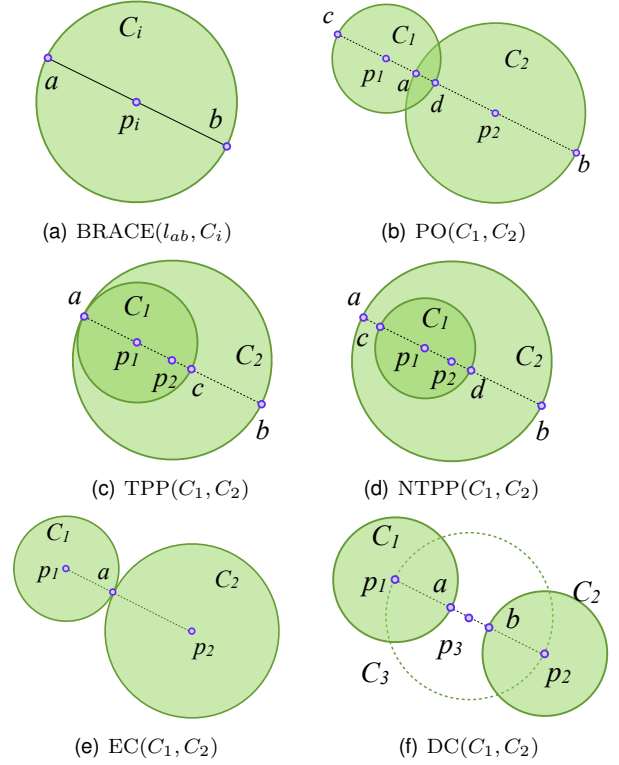 C_i
a
p_i
b
(a) BRACE(l_ab, C_i)
c
C_1
p_1
a
d
C_2
p_2
b
(b) PO(C_1, C_2)
a
C_1
p_1
p_2
c
C_2
b
(c) TPP(C_1, C_2)
a
c
C_1
p_1
p_2
d
C_2
b
(d) NTPP(C_1, C_2)
C_1
p_1
a
C_2
p_2
(e) EC(C_1, C_2)
C_1
p_1
a
b
C_2
p_3
C_3
p_2
(f) DC(C_1, C_2)